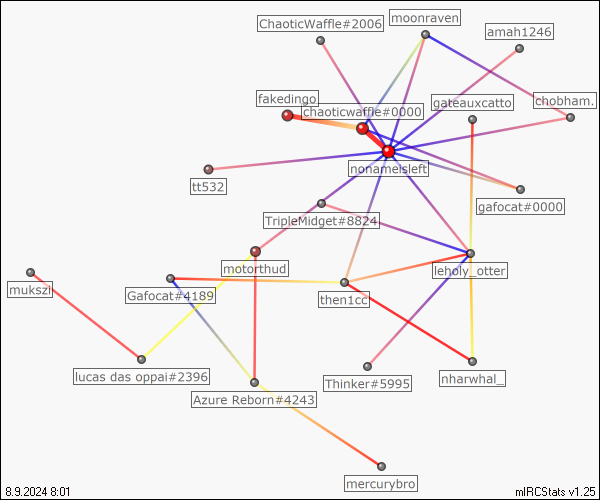 ChaoticWaffle#2006
moonraven
amah1246
fakedingo
chaoticwaffle#0000
gateauxcatto
chobham.
nonameisleft
tt532
gafocat#0000
TripleMidget#8824
motorthud
leholy_otter
mukszi
Gafocat#4189
then1cc
lucas das oppai#2396
Thinker#5995
nharwhal_
Azure Reborn#4243
mercurybro
8.9.2024 8:01
mIRCStats v1.25